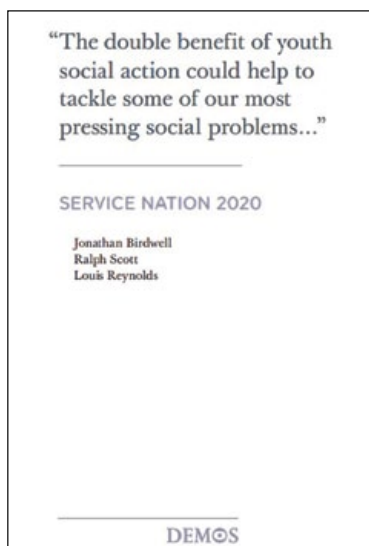 “The double benefit of youth
social action could help to
tackle some of our most
pressing social problems...”
SERVICE NATION 2020
Jonathan Birdwell
Ralph Scott
Louis Reynolds
DEMOS